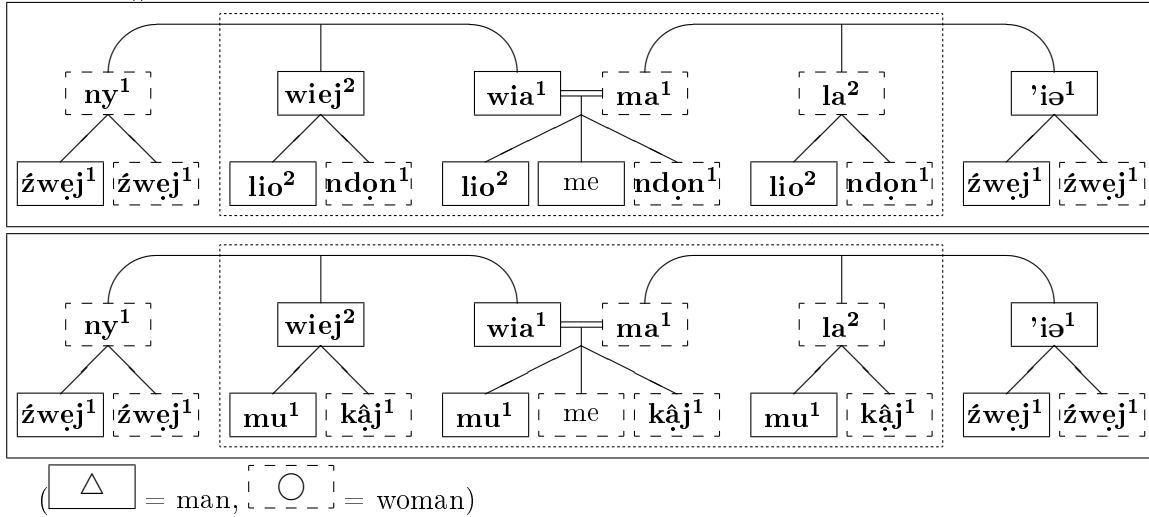 ny¹ wiej² wia¹ ma¹ la² ’iə¹
źwẹj¹ źwẹj¹ lio² ndọn¹ lio² me ndọn¹ lio² ndọn¹ źwẹj¹ źwẹj¹
ny¹ wiej² wia¹ ma¹ la² ’iə¹
źwẹj¹ źwẹj¹ mu¹ kậj¹ mu¹ me kậj¹ mu¹ kậj¹ źwẹj¹ źwẹj¹
( = man, = woman)